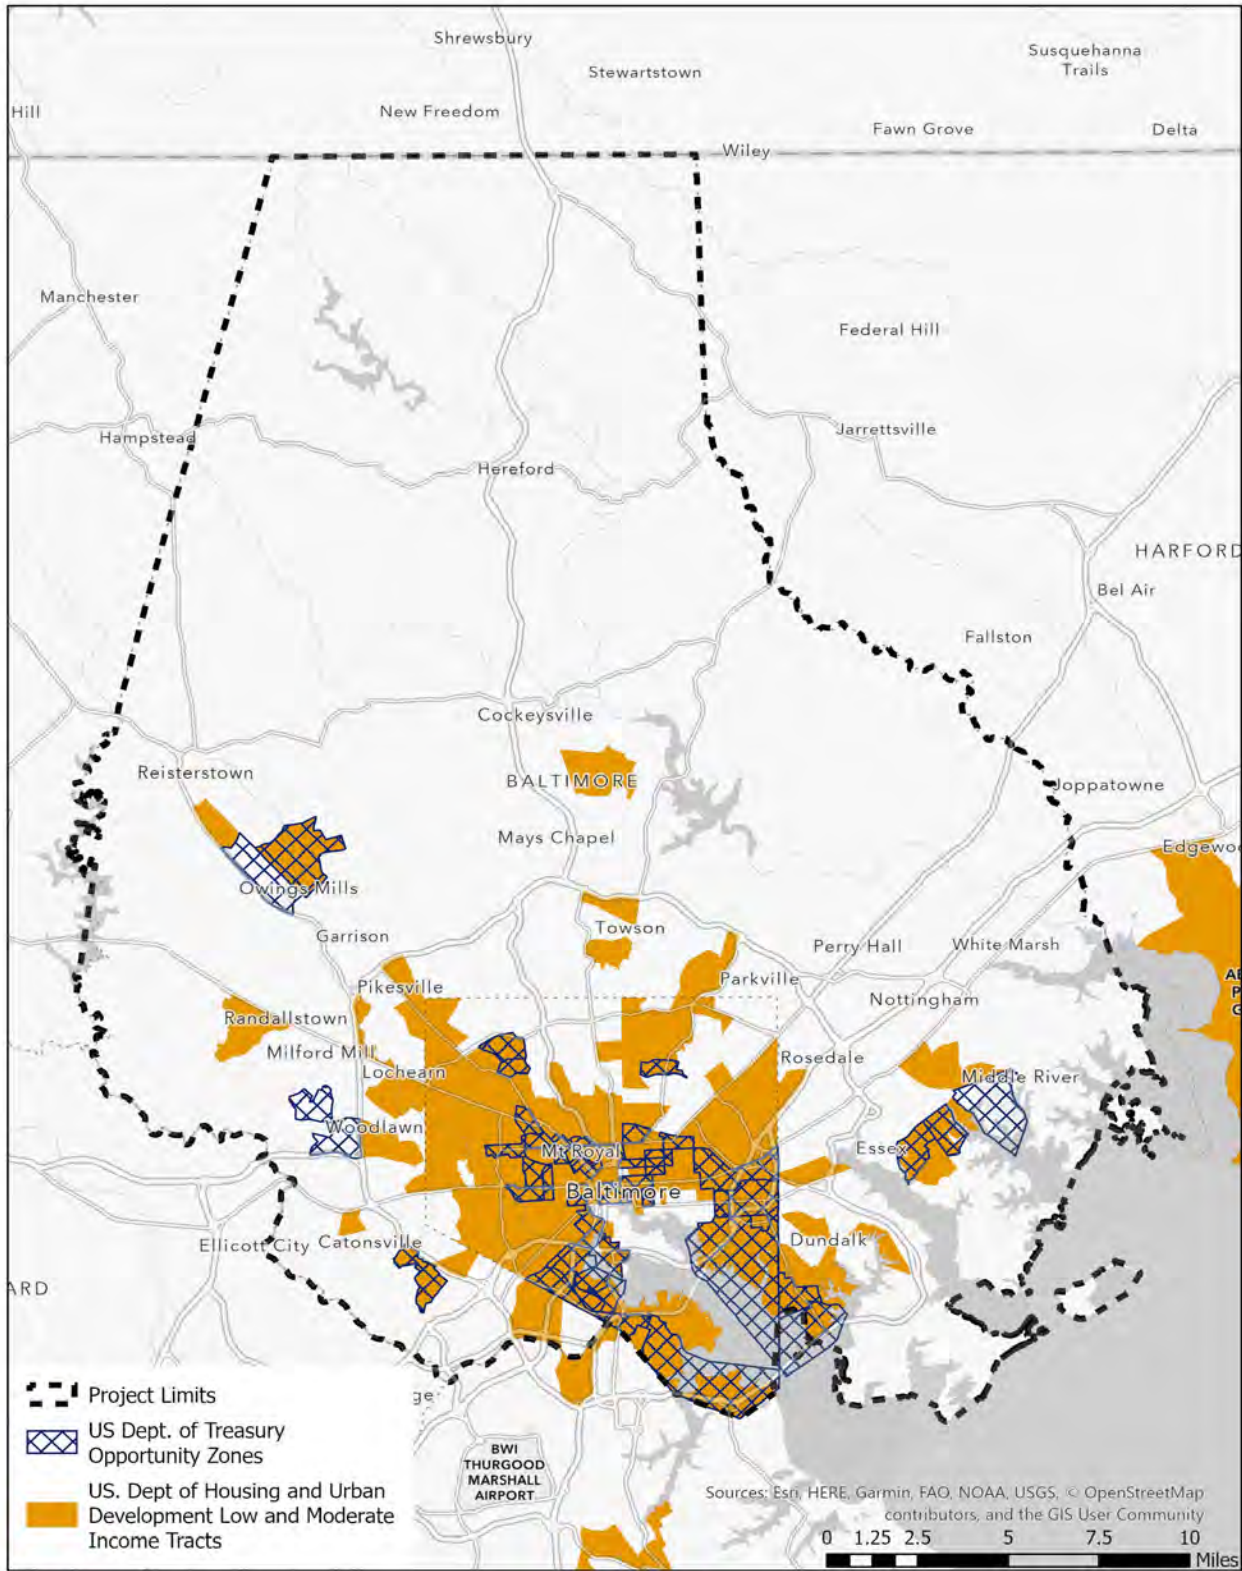 Shrewsbury
Susquehanna
Trails
Stewartstown
Hill
New Freedom
Fawn Grove
Delta
Wiley
Manchester
Federal Hill
Jarrettsville
Hampstead
Hereford
HARFORD
Bel Air
Fallston
Cockeysville
Reisterstown
BALTIMORE
Joppatowne
Mays Chapel
Edgewoo
Owings Mills
Towson
Garrison
Perry Hall
White Marsh
Parkville
Pikesville
Nottingham
Randallstown
Milford Mill
Rosedale
Lochearn
Middle River
Woodlawn
Essex
Mt Royal
Baltimore
Dundalk
Ellicott City
Catonsville
ARD
ge
Project Limits
US Dept. of Treasury
Opportunity Zones
US. Dept of Housing and Urban
Development Low and Moderate
Income Tracts
BWI
THURGOOD
MARSHALL
AIRPORT
Sources: Esri, HERE, Garmin, FAO, NOAA, USGS, © OpenStreetMap
contributors, and the GIS User Community
0 1.25 2.5 5 7.5 10
Miles